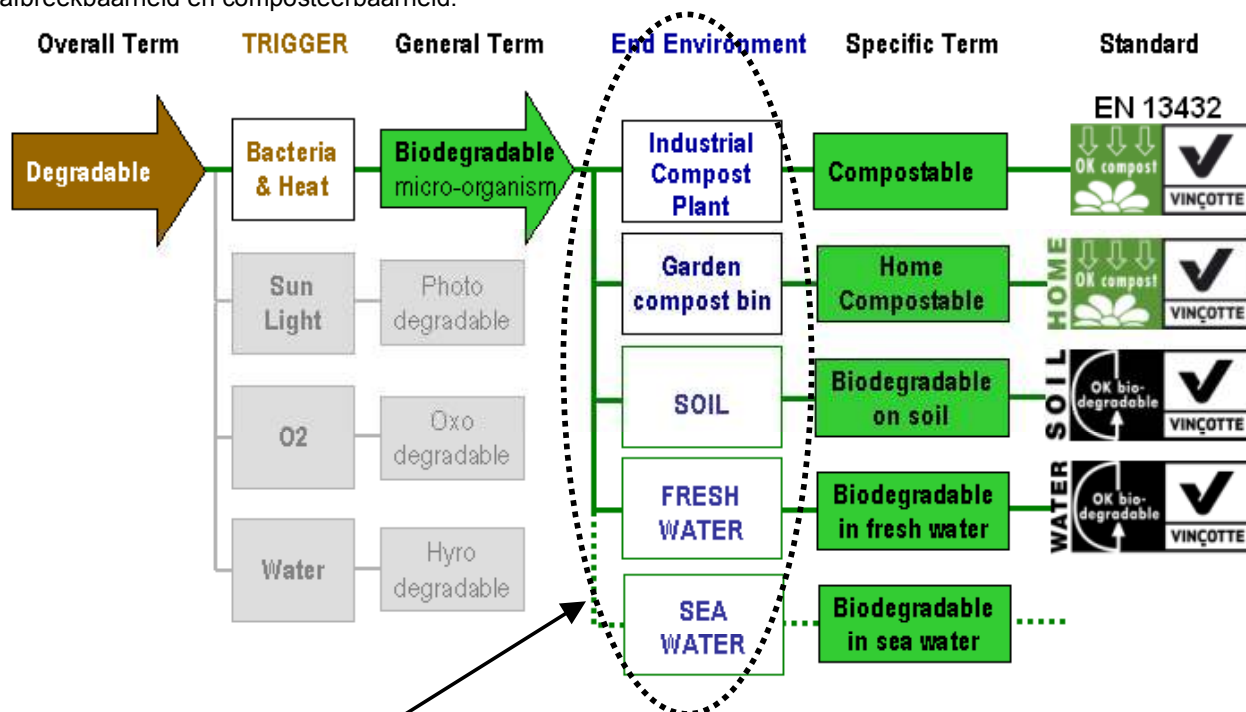 afbreekbaarheid en composteerbaarheid.
Overall Term TRIGGER General Term End Environment Specific Term Standard
EN 13432
Degradable
Bacteria
& Heat
Biodegradable
micro-organism
Industrial
Compost
Plant
Compostable
OK compost
VINÇOTTE
Sun
Light
Photo
degradable
Garden
compost bin
Home
Compostable
HOME
OK compost
VINÇOTTE
O2
Oxo
degradable
SOIL
Biodegradable
on soil
SOIL
OK bio-
degradable
VINÇOTTE
Water
Hyro
degradable
FRESH
WATER
Biodegradable
in fresh water
WATER
OK bio-
degradable
VINÇOTTE
SEA
WATER
Biodegradable
in sea water